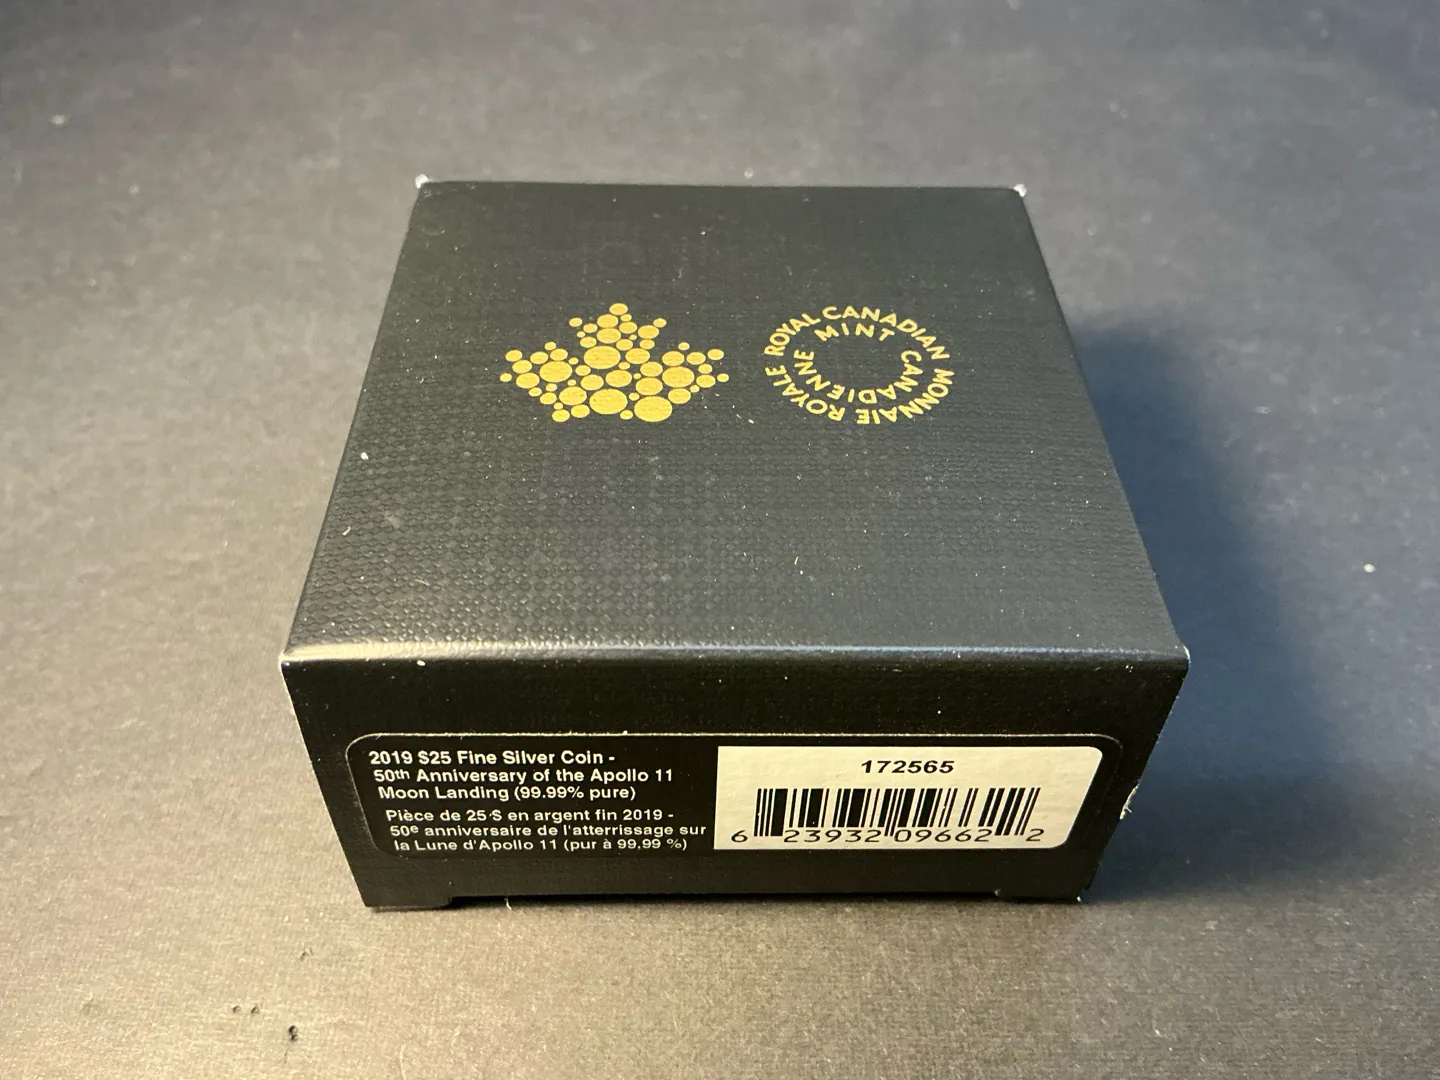 ROYAL CANADIAN MINT
MONNAIE ROYALE CANADIENNE
2019 $25 Fine Silver Coin -
50th Anniversary of the Apollo 11
Moon Landing (99.99% pure)
Pièce de 25 $ en argent fin 2019 -
50e anniversaire de l'atterrissage sur
la Lune d'Apollo 11 (pur à 99,99 %)
172565
6 23932 09662 2